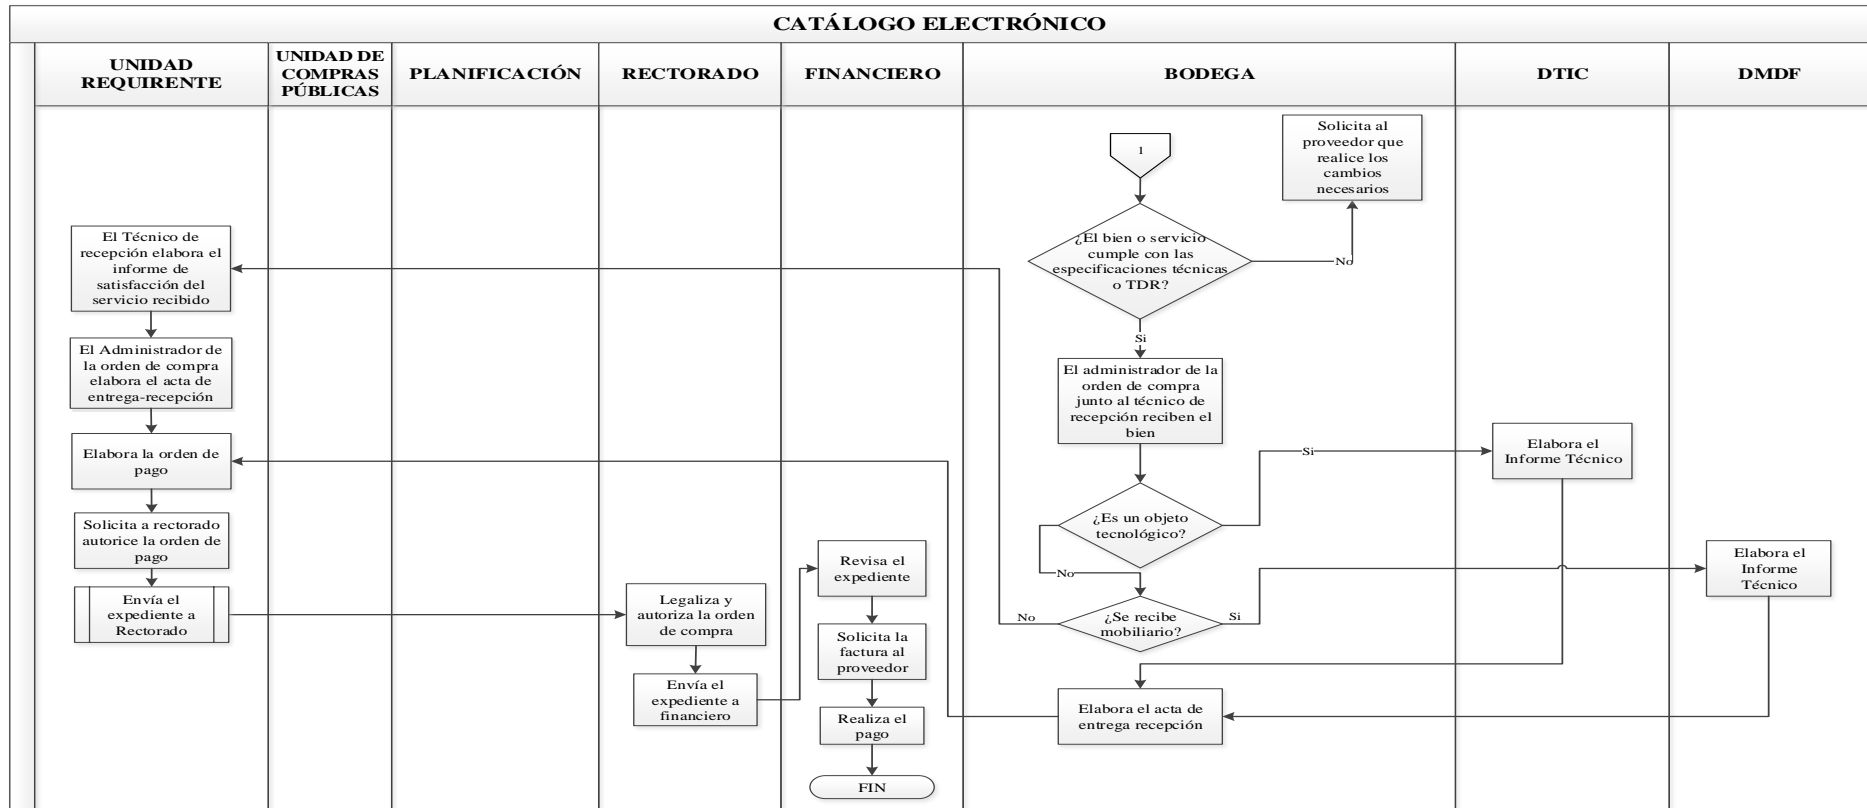 CATÁLOGO ELECTRÓNICO
UNIDAD
REQUIRENTE
UNIDAD DE
COMPRAS
PÚBLICAS
PLANIFICACIÓN
RECTORADO
FINANCIERO
BODEGA
DTIC
DMDF
El Técnico de
recepción elabora el
informe de
satisfacción del
servicio recibido
El Administrador de
la orden de compra
elabora el acta de
entrega-recepción
Elabora la orden de
pago
Solicita a rectorado
autorice la orden de
pago
Envía el
expediente a
Rectorado
Legaliza y
autoriza la orden
de compra
Envía el
expediente a
financiero
Revisa el
expediente
Solicita la
factura al
proveedor
Realiza el
pago
FIN
1
¿El bien o servicio
cumple con las
especificaciones técnicas
o TDR?
No
Solicita al
proveedor que
realice los
cambios
necesarios
Si
El administrador de la
orden de compra
junto al técnico de
recepción reciben el
bien
¿Es un objeto
tecnológico?
Si
No
¿Se recibe
mobiliario?
No
Si
Elabora el acta de
entrega recepción
Elabora el
Informe Técnico
Elabora el
Informe
Técnico